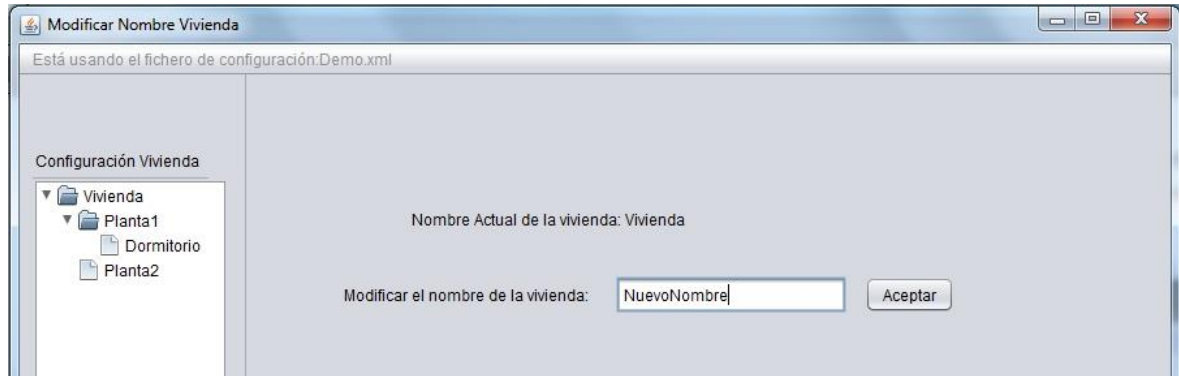 Modificar Nombre Vivienda
Está usando el fichero de configuración:Demo.xml
Configuración Vivienda
Vivienda
Planta1
Dormitorio
Planta2
Nombre Actual de la vivienda: Vivienda
Modificar el nombre de la vivienda: NuevoNombre Aceptar